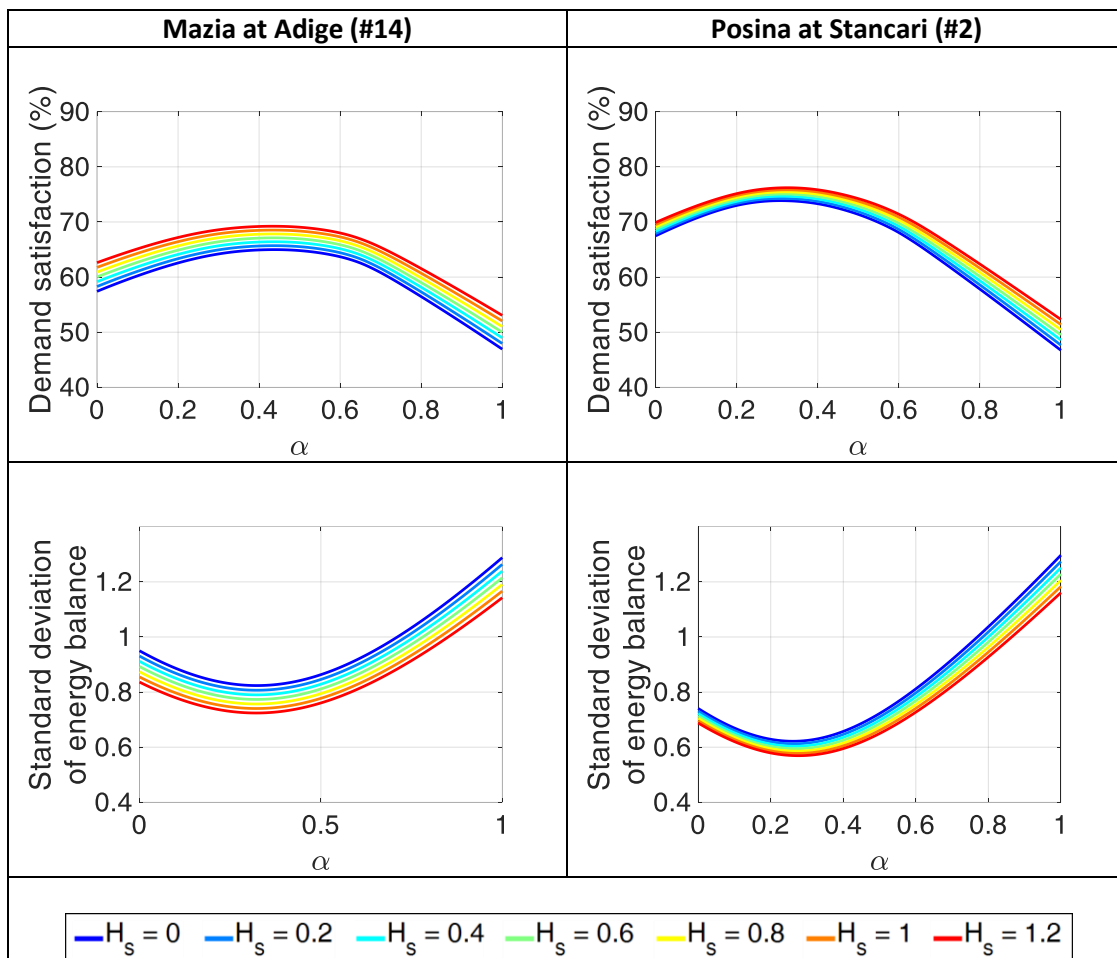 Mazia at Adige (#14)
Posina at Stancari (#2)
Demand satisfaction (%)
90
80
70
60
50
40
0 0.2 0.4 0.6 0.8 1
α
Demand satisfaction (%)
90
80
70
60
50
40
0 0.2 0.4 0.6 0.8 1
α
Standard deviation
of energy balance
1.2
1
0.8
0.6
0.4
0 0.5 1
α
Standard deviation
of energy balance
1.2
1
0.8
0.6
0.4
0 0.2 0.4 0.6 0.8 1
α
H_s = 0 H_s = 0.2 H_s = 0.4 H_s = 0.6 H_s = 0.8 H_s = 1 H_s = 1.2